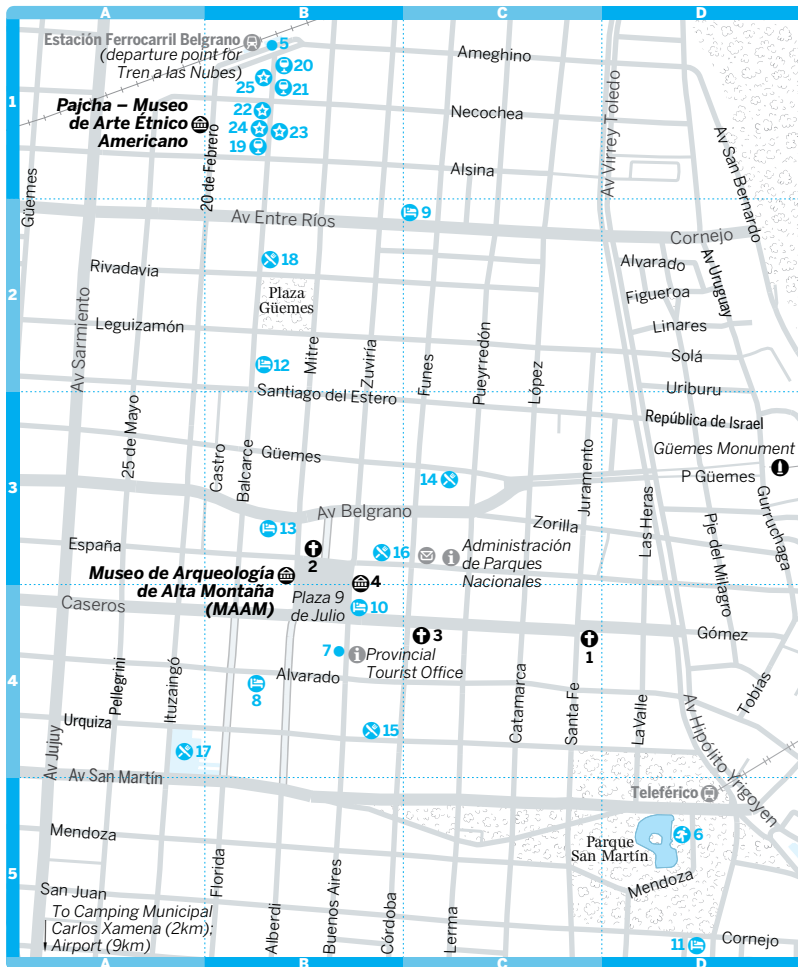 A
B
C
D
Estación Ferrocarril Belgrano
(departure point for
Tren a las Nubes)
5
Ameghino
20
25
21
1
Pajcha – Museo
de Arte Étnico
Americano
22
24
23
19
Necochea
Av Virrey Toledo
Av San Bernardo
20 de Febrero
Alsina
Güemes
Av Entre Ríos
9
Cornejo
18
Rivadavia
Alvarado
Av Uruguay
2
Plaza
Güemes
Figueroa
Leguizamón
Linares
Av Sarmiento
Mitre
Zuviría
Funes
Pueyrredón
López
Solá
12
Santiago del Estero
Uriburu
25 de Mayo
República de Israel
Castro
Balcarce
Güemes
Juramento
Güemes Monument
3
14
P Güemes
Gurruchaga
Av Belgrano
13
Zorilla
Las Heras
Pje del Milagro
España
2
16
Administración
de Parques
Nacionales
Museo de Arqueología
de Alta Montaña
(MAAM)
4
Caseros
Plaza 9
de Julio
10
3
1
Gómez
7
Provincial
Tourist Office
4
Pellegrini
Ituzaingó
8
Alvarado
Catamarca
Santa Fe
LaValle
Tobías
Urquiza
15
Av Jujuy
17
Av Hipólito Yrigoyen
Av San Martín
Teleférico
Mendoza
6
Parque
San Martín
5
Florida
Mendoza
San Juan
Alberdi
Buenos Aires
Córdoba
Lerma
To Camping Municipal
Carlos Xamena (2km);
Airport (9km)
11
Cornejo
A
B
C
D